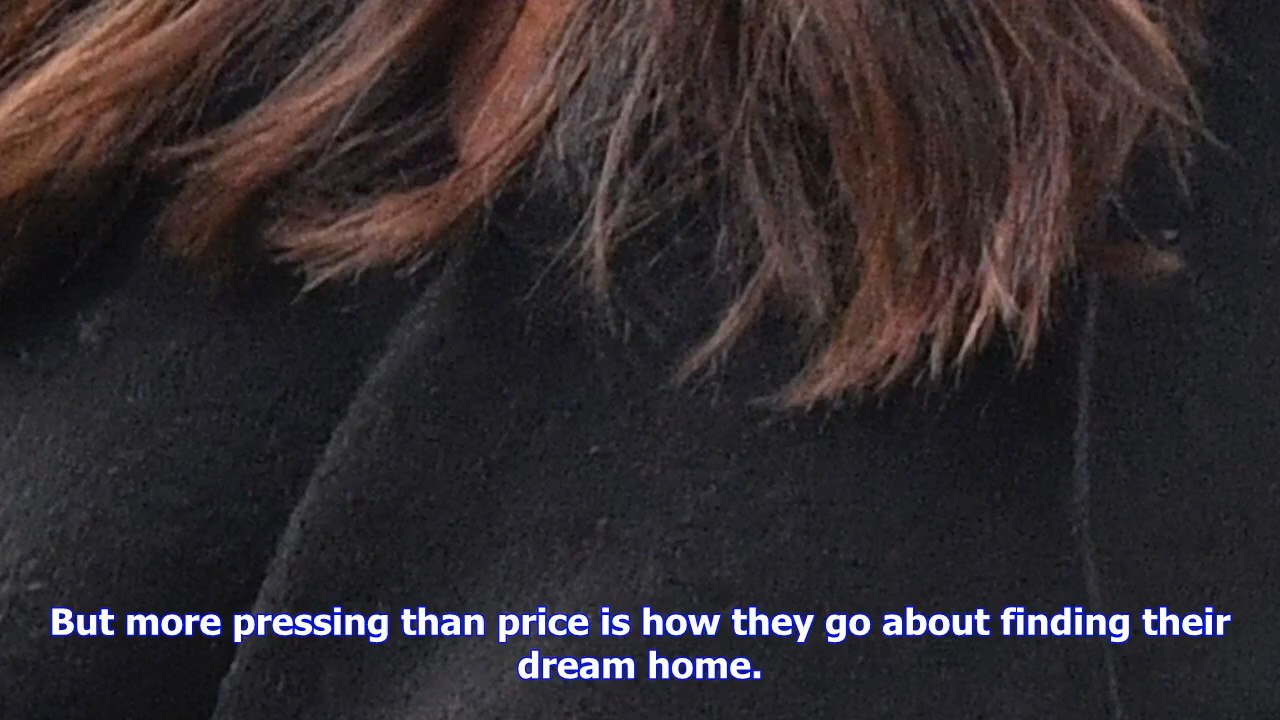 But more pressing than price is how they go about finding their
dream home.